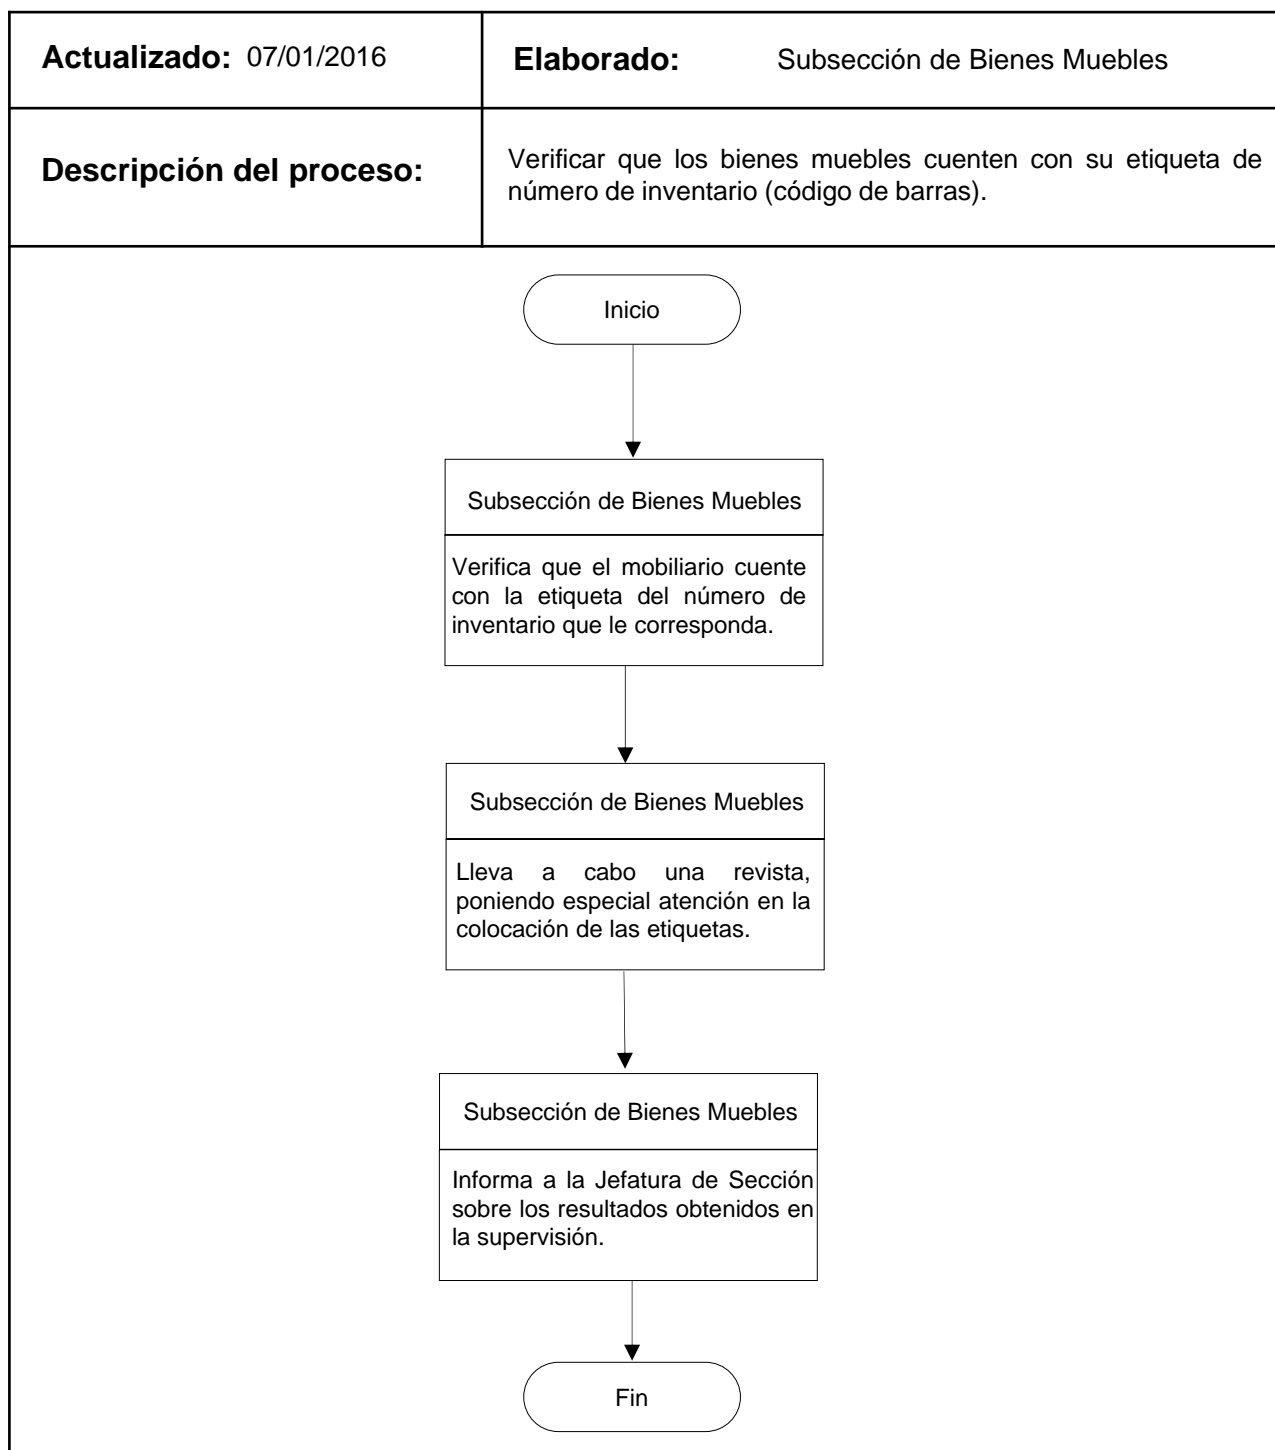 Actualizado: 07/01/2016
Elaborado: Subsección de Bienes Muebles
Descripción del proceso:
Verificar que los bienes muebles cuenten con su etiqueta de
número de inventario (código de barras).
Inicio
Subsección de Bienes Muebles
Verifica que el mobiliario cuente
con la etiqueta del número de
inventario que le corresponda.
Subsección de Bienes Muebles
Lleva a cabo una revista,
poniendo especial atención en la
colocación de las etiquetas.
Subsección de Bienes Muebles
Informa a la Jefatura de Sección
sobre los resultados obtenidos en
la supervisión.
Fin